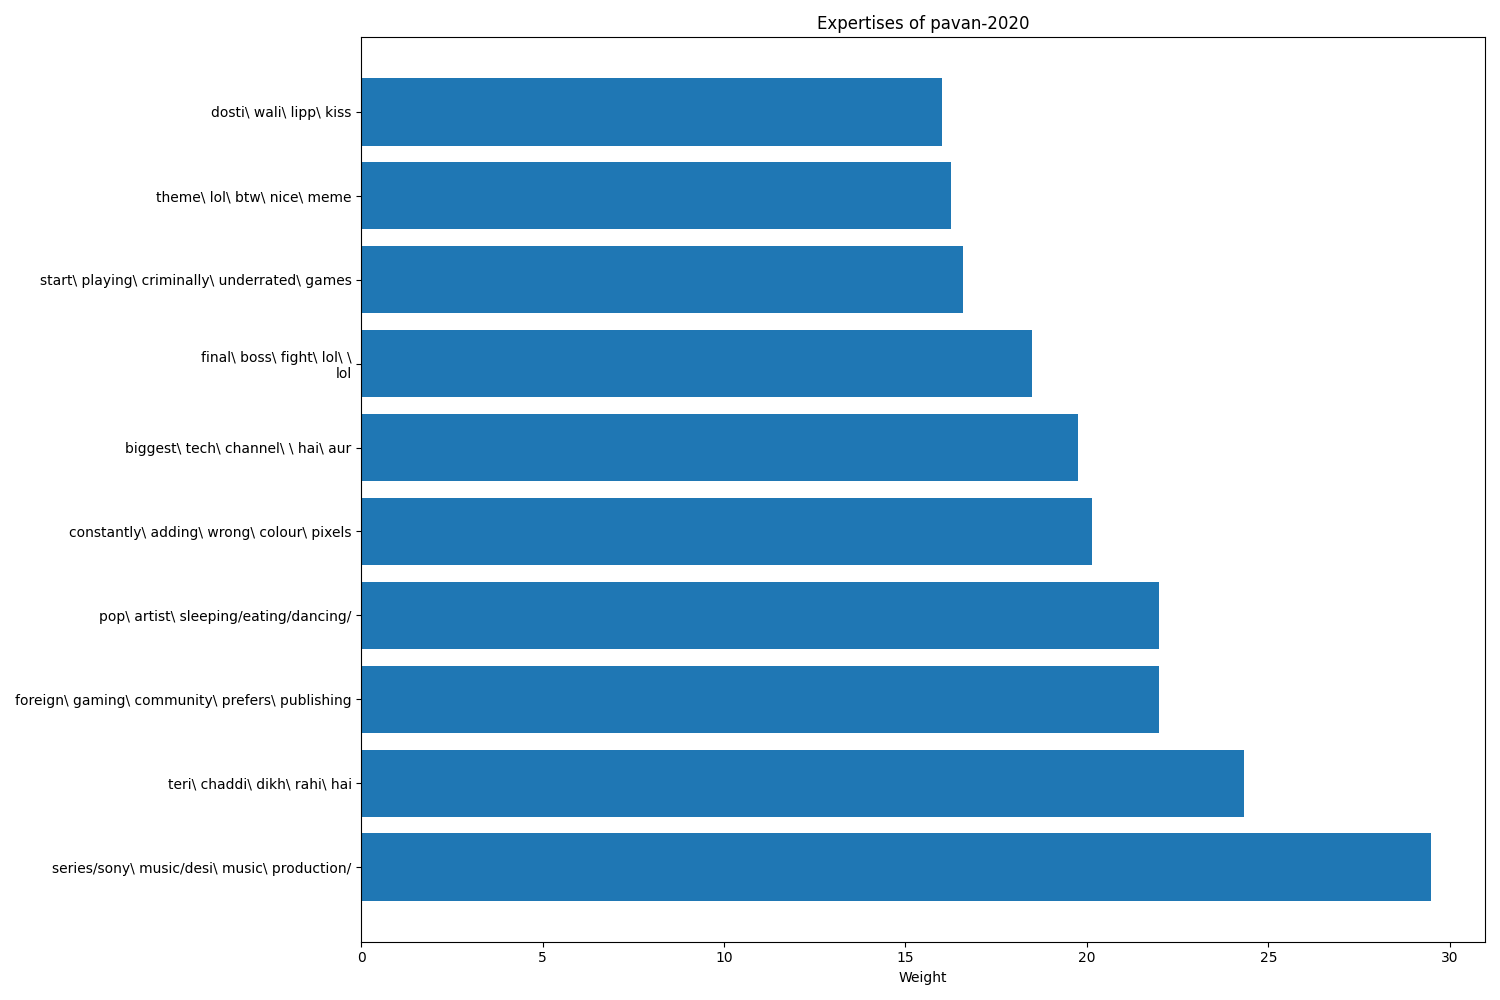 Expertises of pavan-2020
dosti\ wali\ lipp\ kiss
theme\ lol\ btw\ nice\ meme
start\ playing\ criminally\ underrated\ games
final\ boss\ fight\ lol\ \
lol
biggest\ tech\ channel\ \ hai\ aur
constantly\ adding\ wrong\ colour\ pixels
pop\ artist\ sleeping/eating/dancing/
foreign\ gaming\ community\ prefers\ publishing
teri\ chaddi\ dikh\ rahi\ hai
series/sony\ music/desi\ music\ production/
0 5 10 15 20 25 30
Weight